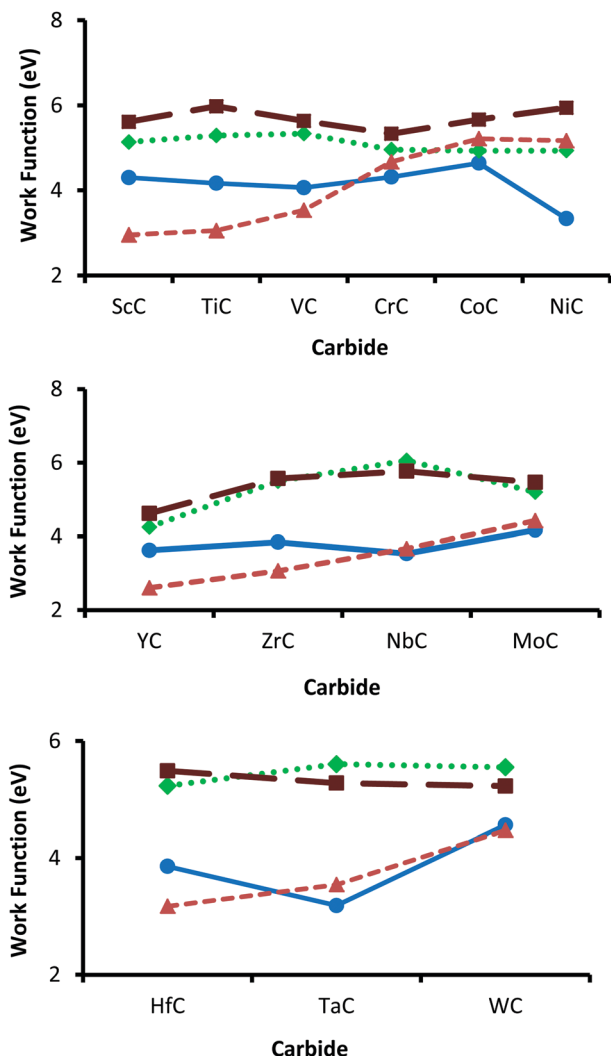 8
6
4
2
Work Function (eV)
ScC TiC VC CrC CoC NiC
Carbide
8
6
4
2
Work Function (eV)
YC ZrC NbC MoC
Carbide
6
4
2
Work Function (eV)
HfC TaC WC
Carbide